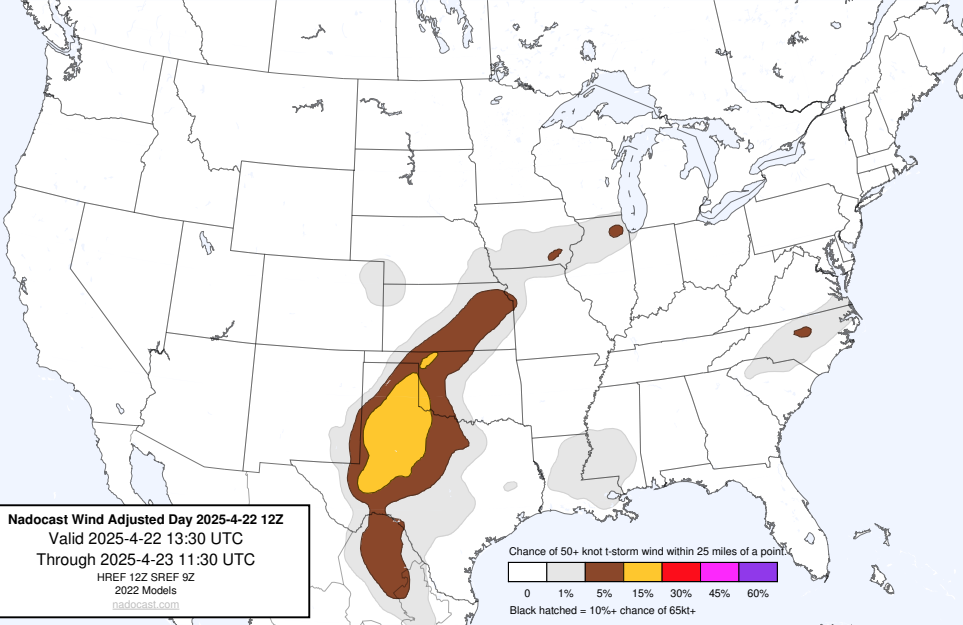 Nadocast Wind Adjusted Day 2025-4-22 12Z
Valid 2025-4-22 13:30 UTC
Through 2025-4-23 11:30 UTC
HREF 12Z SREF 9Z
2022 Models
nadocast.com
Chance of 50+ knot t-storm wind within 25 miles of a point.
0 1% 5% 15% 30% 45% 60%
Black hatched = 10%+ chance of 65kt+